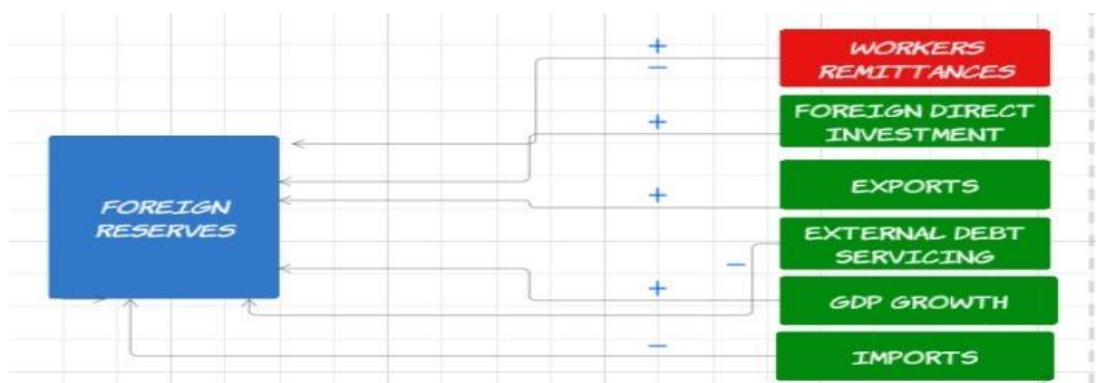 +
WORKERS
REMITTANCES
−
+
FOREIGN DIRECT
INVESTMENT
+
EXPORTS
FOREIGN
RESERVES
EXTERNAL DEBT
SERVICING
−
+
GDP GROWTH
−
IMPORTS